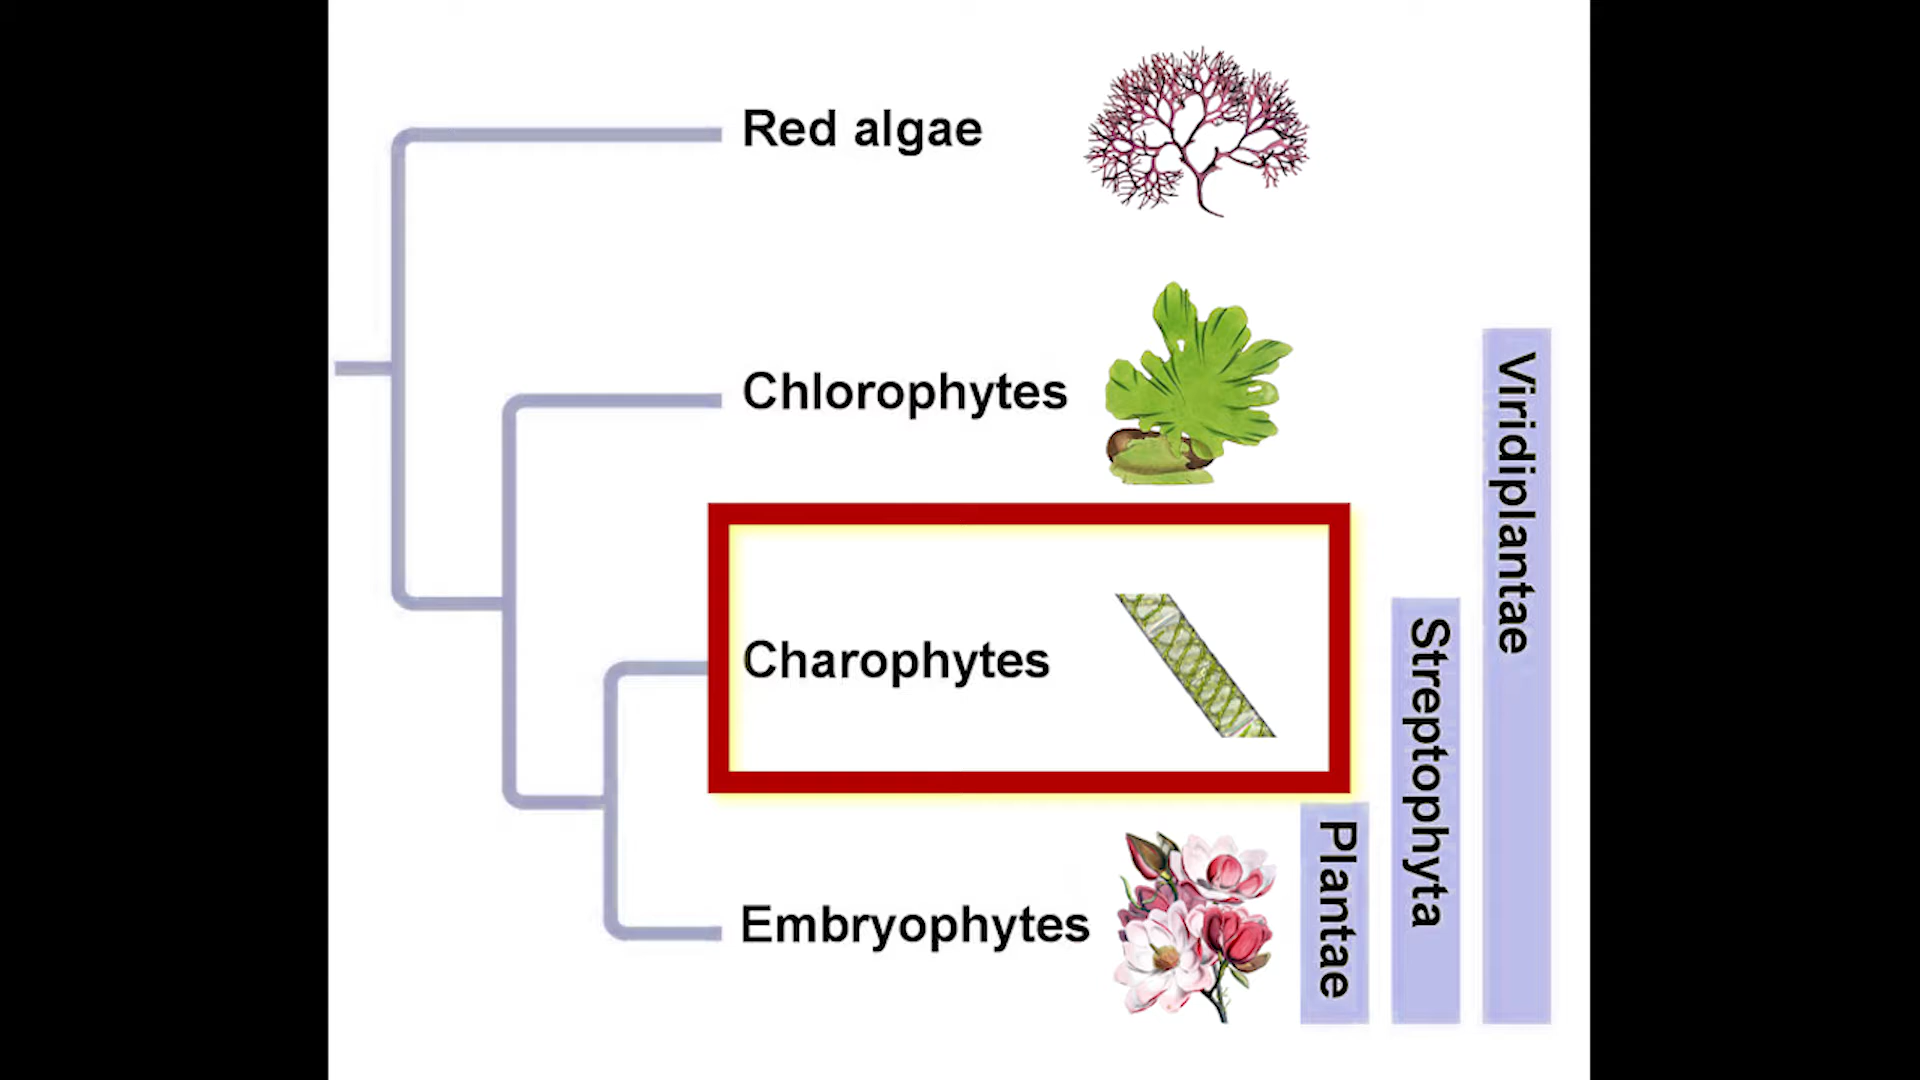 Red algae
Chlorophytes
Charophytes
Embryophytes
Plantae
Streptophyta
Viridiplantae